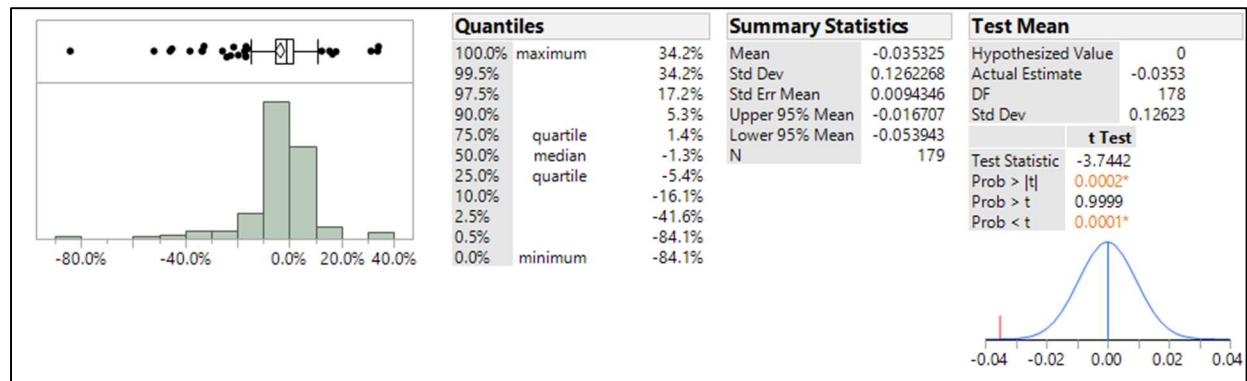 -80.0% -40.0% 0.0% 20.0% 40.0%
Quantiles
100.0% maximum 34.2%
99.5% 34.2%
97.5% 17.2%
90.0% 5.3%
75.0% quartile 1.4%
50.0% median -1.3%
25.0% quartile -5.4%
10.0% -16.1%
2.5% -41.6%
0.5% -84.1%
0.0% minimum -84.1%
Summary Statistics
Mean -0.035325
Std Dev 0.1262268
Std Err Mean 0.0094346
Upper 95% Mean -0.016707
Lower 95% Mean -0.053943
N 179
Test Mean
Hypothesized Value 0
Actual Estimate -0.0353
DF 178
Std Dev 0.12623
t Test
Test Statistic -3.7442
Prob > |t| 0.0002*
Prob > t 0.9999
Prob < t 0.0001*
-0.04 -0.02 0.00 0.02 0.04